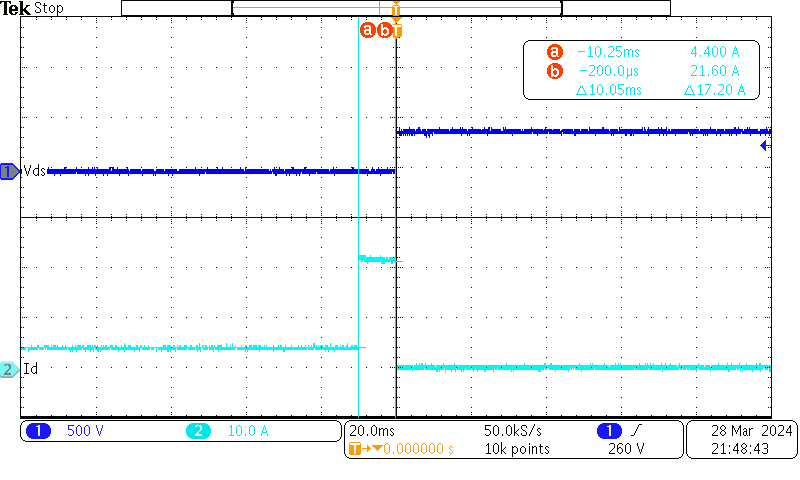 Tek Stop
T
a b T
a −10.25ms 4.400 A
b −200.0µs 21.60 A
Δ10.05ms Δ17.20 A
1 Vds
2 Id
1 500 V 2 10.0 A
20.0ms 50.0kS/s 1 28 Mar 2024
T→▼0.000000 s 10k points 260 V 21:48:43